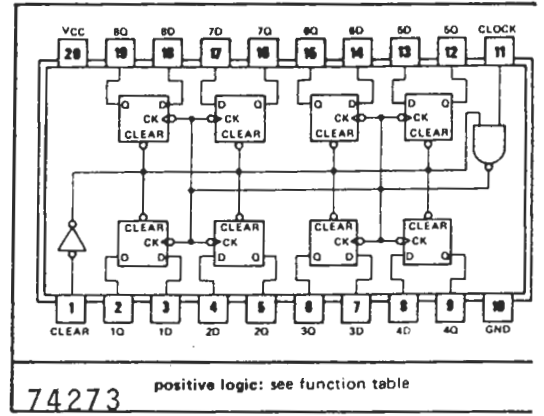 VCC 8Q 8D 7D 7Q 6Q 6D 5D 5Q CLOCK
20 19 18 17 16 15 14 13 12 11
Q D D Q Q D D Q
CK CK CK CK
CLEAR CLEAR CLEAR CLEAR
CLEAR CLEAR CLEAR CLEAR
CK CK CK CK
Q D D Q Q D D Q
1 2 3 4 5 6 7 8 9 10
CLEAR 1Q 1D 2D 2Q 3Q 3D 4D 4Q GND
positive logic: see function table
74273